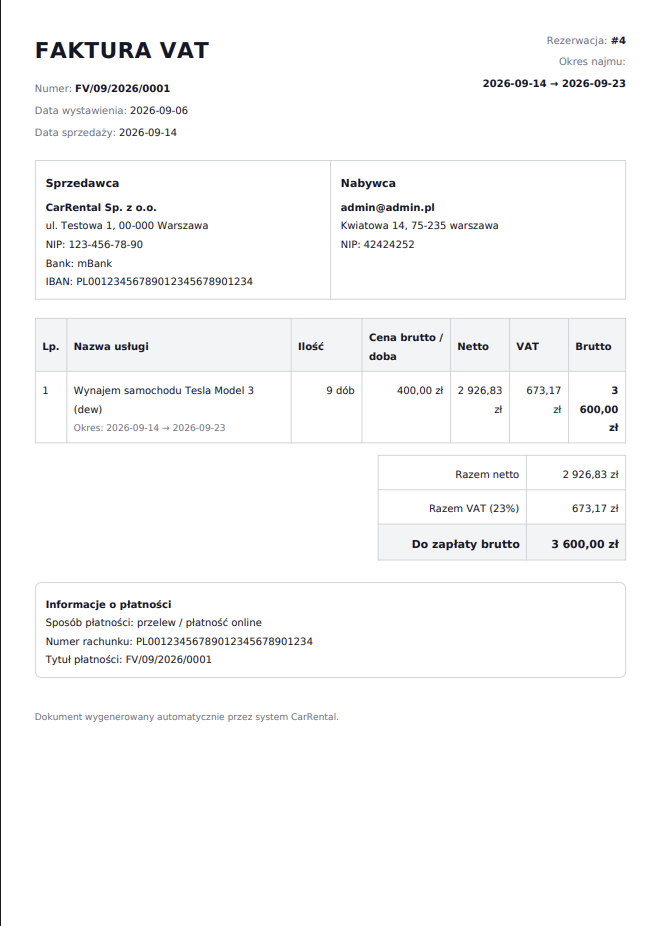 FAKTURA VAT
Rezerwacja: #4
Okres najmu:
2026-09-14 → 2026-09-23
Numer: FV/09/2026/0001
Data wystawienia: 2026-09-06
Data sprzedaży: 2026-09-14
Sprzedawca
CarRental Sp. z o.o.
ul. Testowa 1, 00-000 Warszawa
NIP: 123-456-78-90
Bank: mBank
IBAN: PL00123456789012345678901234
Nabywca
admin@admin.pl
Kwiatowa 14, 75-235 warszawa
NIP: 42424252
Lp. Nazwa usługi Ilość Cena brutto / doba Netto VAT Brutto
1 Wynajem samochodu Tesla Model 3 (dew) 9 dób 400,00 zł 2 926,83 zł 673,17 zł 3 600,00 zł
Okres: 2026-09-14 → 2026-09-23
Razem netto 2 926,83 zł
Razem VAT (23%) 673,17 zł
Do zapłaty brutto 3 600,00 zł
Informacje o płatności
Sposób płatności: przelew / płatność online
Numer rachunku: PL00123456789012345678901234
Tytuł płatności: FV/09/2026/0001
Dokument wygenerowany automatycznie przez system CarRental.